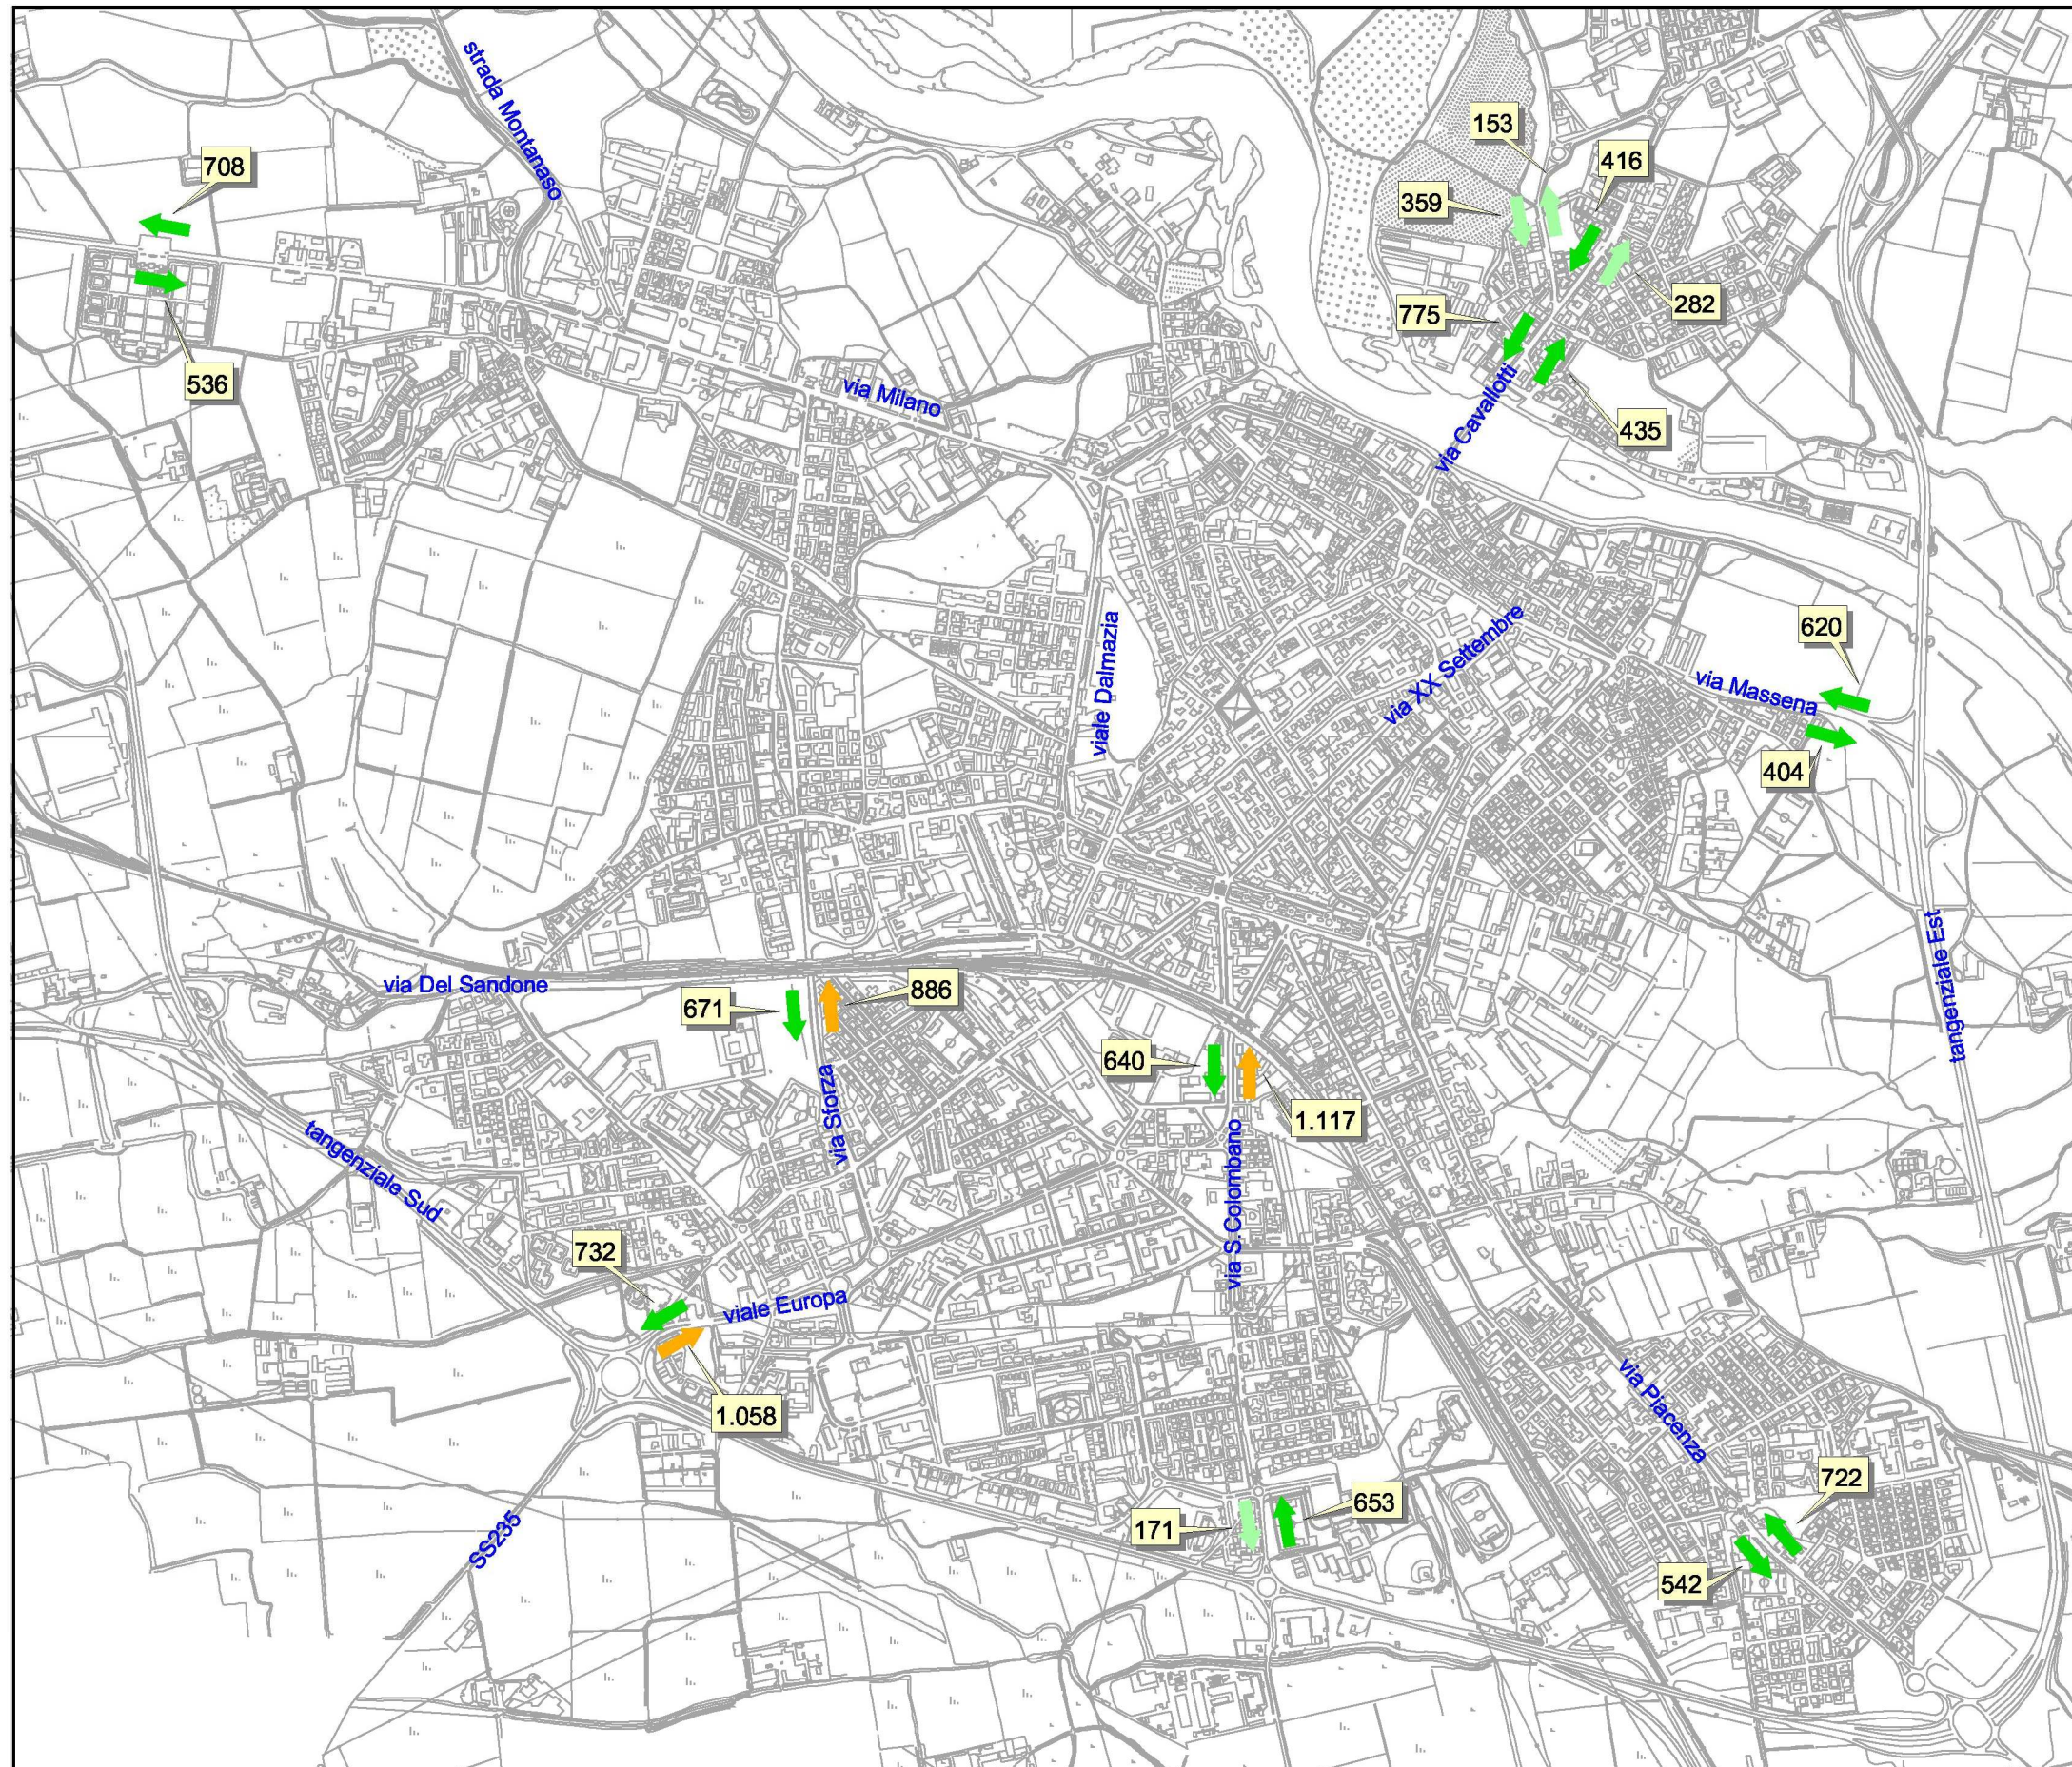 strada Montanaso
153
416
708
359
282
775
536
via Milano
via Cavallotti
435
620
via XX Settembre
viale Dalmazia
via Massena
404
tangenziale Est
via Del Sandone
671
886
640
1.117
via Sforza
tangenziale Sud
via S.Colombano
732
viale Europa
1.058
via Piacenza
722
653
171
SS235
542